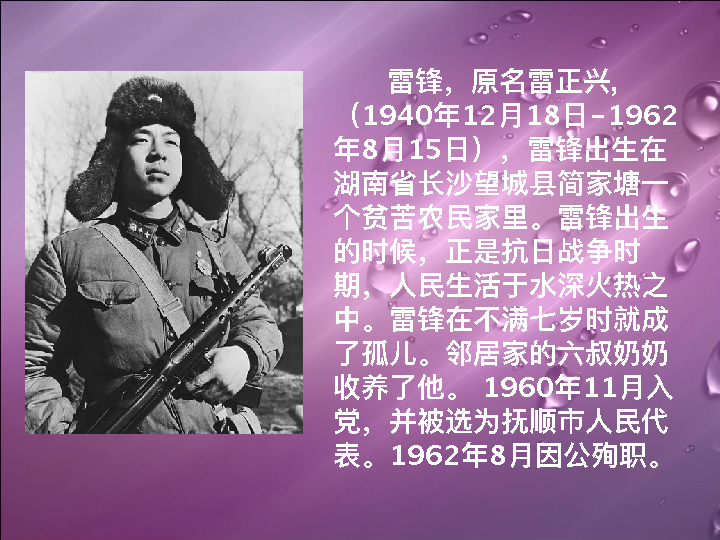 雷锋，原名雷正兴,
（1940年12月18日-1962
年8月15日），雷锋出生在
湖南省长沙望城县简家塘一
个贫苦农民家里。雷锋出生
的时候，正是抗日战争时
期，人民生活于水深火热之
中。雷锋在不满七岁时就成
了孤儿。邻居家的六叔奶奶
收养了他。 1960年11月入
党，并被选为抚顺市人民代
表。1962年8月因公殉职。